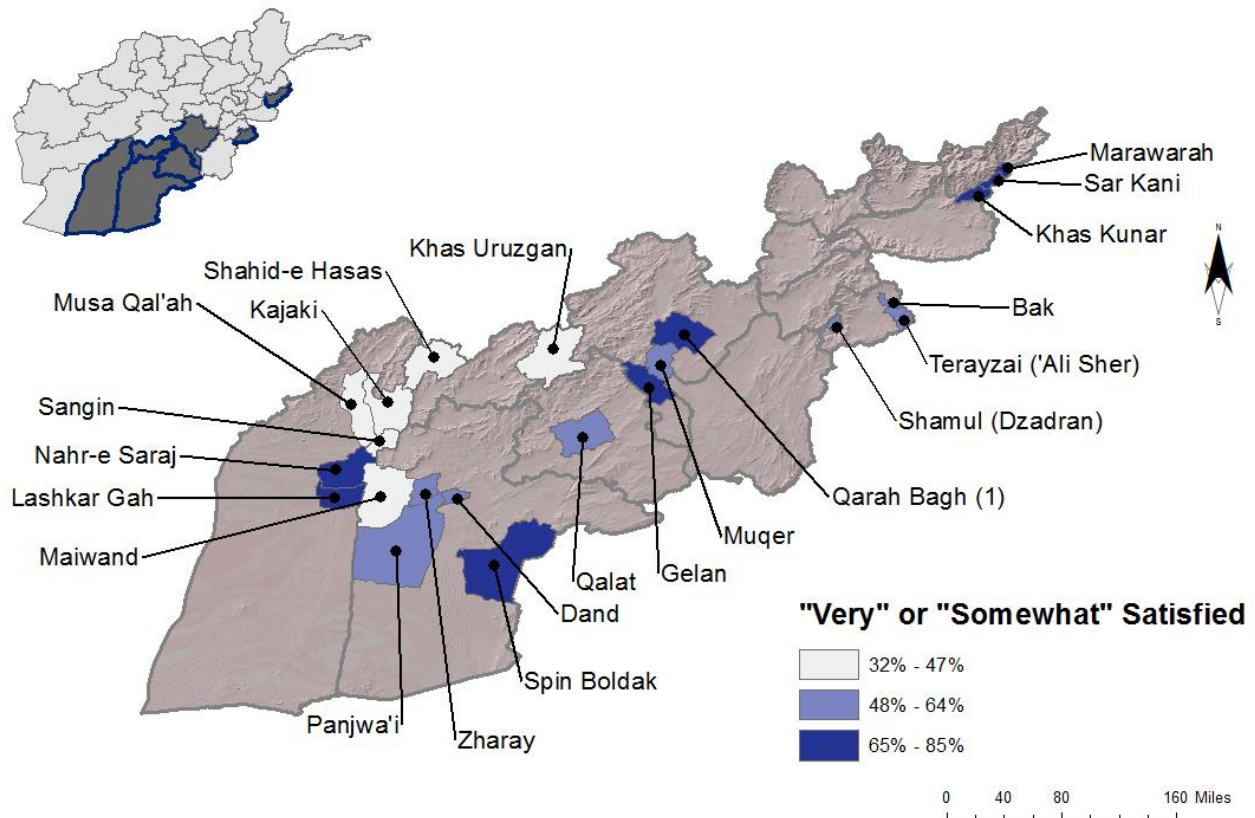 Marawarah
Sar Kani
Khas Kunar
Khas Uruzgan
Shahid-e Hasas
Musa Qal'ah
Kajaki
N
S
Bak
Terayzai ('Ali Sher)
Shamul (Dzadran)
Sangin
Nahr-e Saraj
Lashkar Gah
Qarah Bagh (1)
Maiwand
Muqer
Gelan
Qalat
Dand
Spin Boldak
Panjwa'i
Zharay
"Very" or "Somewhat" Satisfied
32% - 47%
48% - 64%
65% - 85%
0 40 80 160 Miles